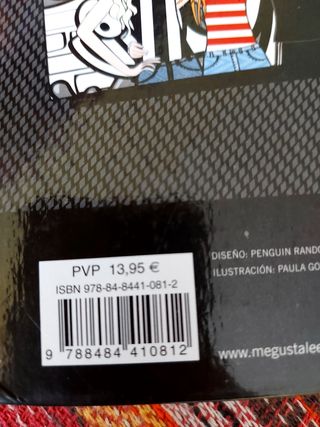 DISEÑO: PENGUIN RANDO
ILUSTRACIÓN: PAULA GO
PVP 13,95 €
ISBN 978-84-8441-081-2
9 788484 410812
www.megustalee